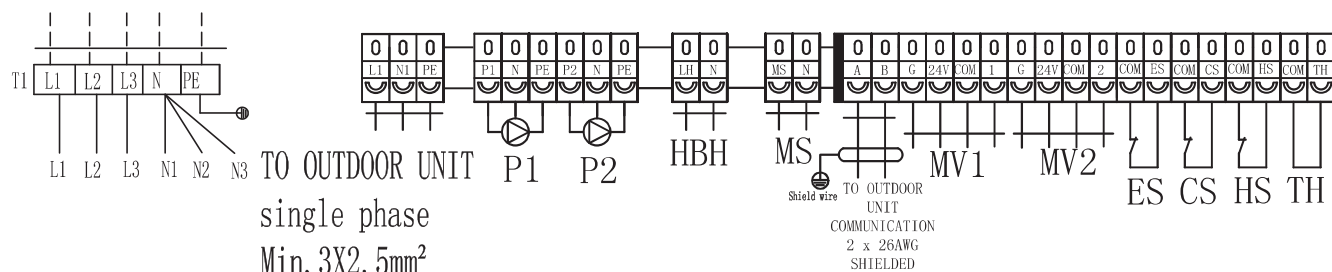 T1 L1 L2 L3 N PE
L1 L2 L3 N1 N2 N3
TO OUTDOOR UNIT
single phase
Min. 3X2.5mm²
0 0 0 0 0 0 0 0 0 0 0 0 0 0 0 0 0 0 0 0 0 0 0 0 0 0 0 0 0 0 0
L1 N1 PE P1 N PE P2 N PE LH N MS N A B G 24V COM 1 G 24V COM 2 COM ES COM CS COM HS COM TH
P1 P2 HBH MS MV1 MV2 ES CS HS TH
Shield wire
TO OUTDOOR
UNIT
COMMUNICATION
2 x 26AWG
SHIELDED